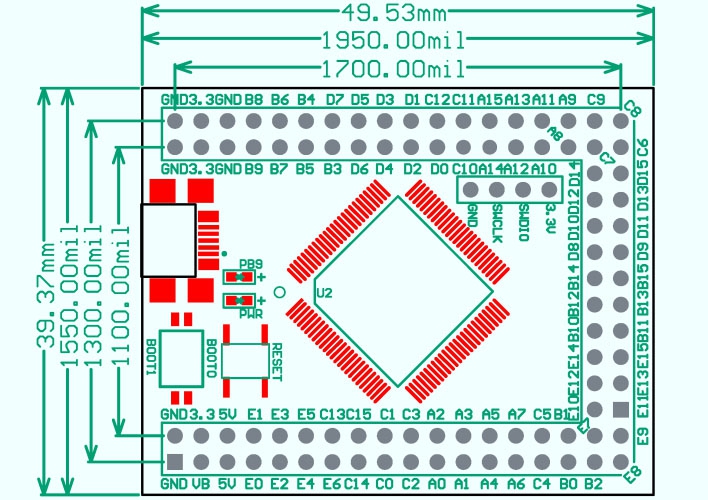 49.53mm
1950.00mil
1700.00mil
GND 3.3 GND B8 B6 B4 D7 D5 D3 D1 C12 C11 A15 A13 A11 A9 C9 C8
A8
C7
GND 3.3 GND B9 B7 B5 B3 D6 D4 D2 D0 C10 A14 A12 A10
GND SWCLK SWDIO 3.3V
D14 D12 D10 D8 B14 B12 B10 E14 E12 E10
C6 D15 D13 D11 D9 B15 B13 B11 E15 E13 E11 E9
39.37mm
1550.00mil
1300.00mil
1100.00mil
PB9
+
+
PWR
U2
BOOT1
BOOT0
RESET
GND 3.3 5V E1 E3 E5 C13 C15 C1 C3 A2 A3 A5 A7 C5 B1
E7
GND VB 5V E0 E2 E4 E6 C14 C0 C2 A0 A1 A4 A6 C4 B0 B2 E8